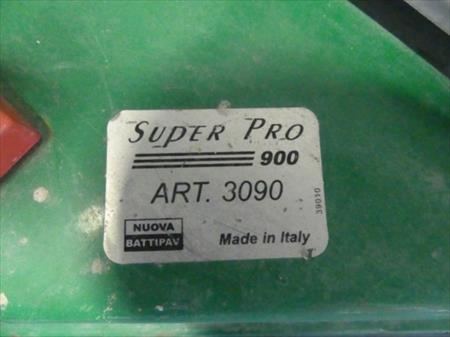 SUPER PRO
900
ART. 3090
39010
NUOVA
BATTIPAV
Made in Italy